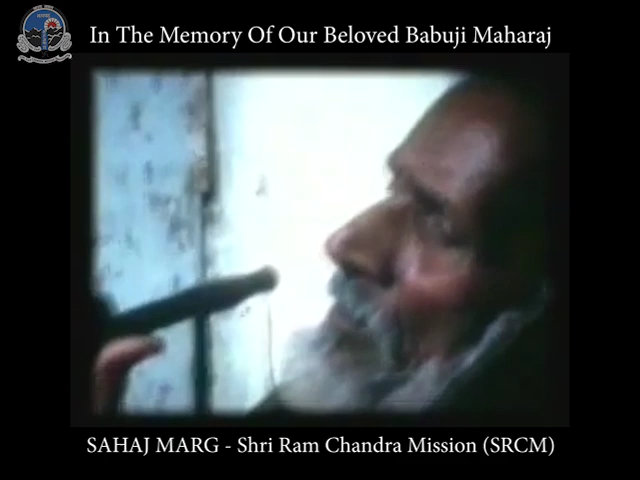 In The Memory Of Our Beloved Babuji Maharaj
SAHAJ MARG - Shri Ram Chandra Mission (SRCM)